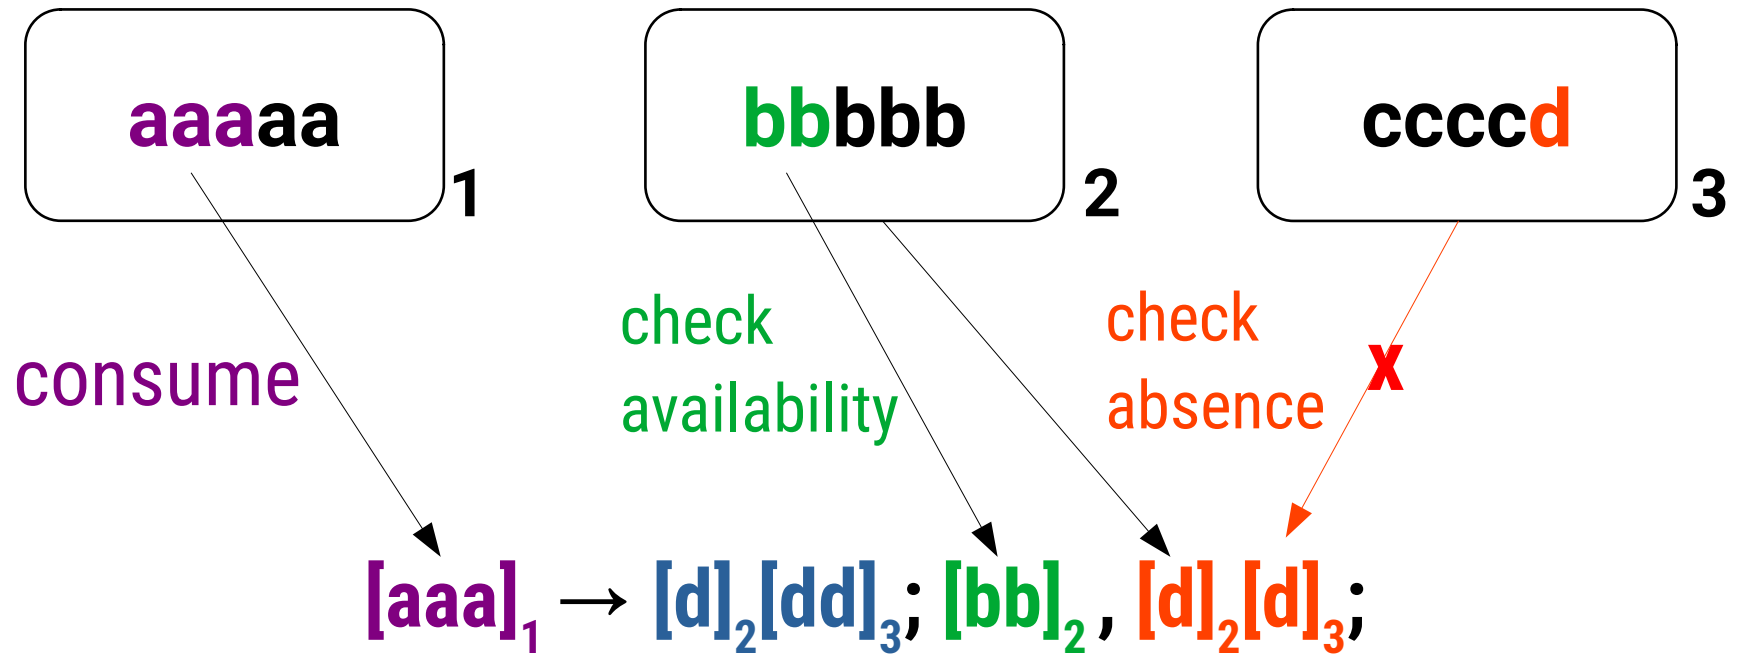 aaaaa 1
bbbbb 2
ccccd 3
consume
check
availability
check
absence
X
[aaa]₁ → [d]₂[dd]₃; [bb]₂, [d]₂[d]₃;